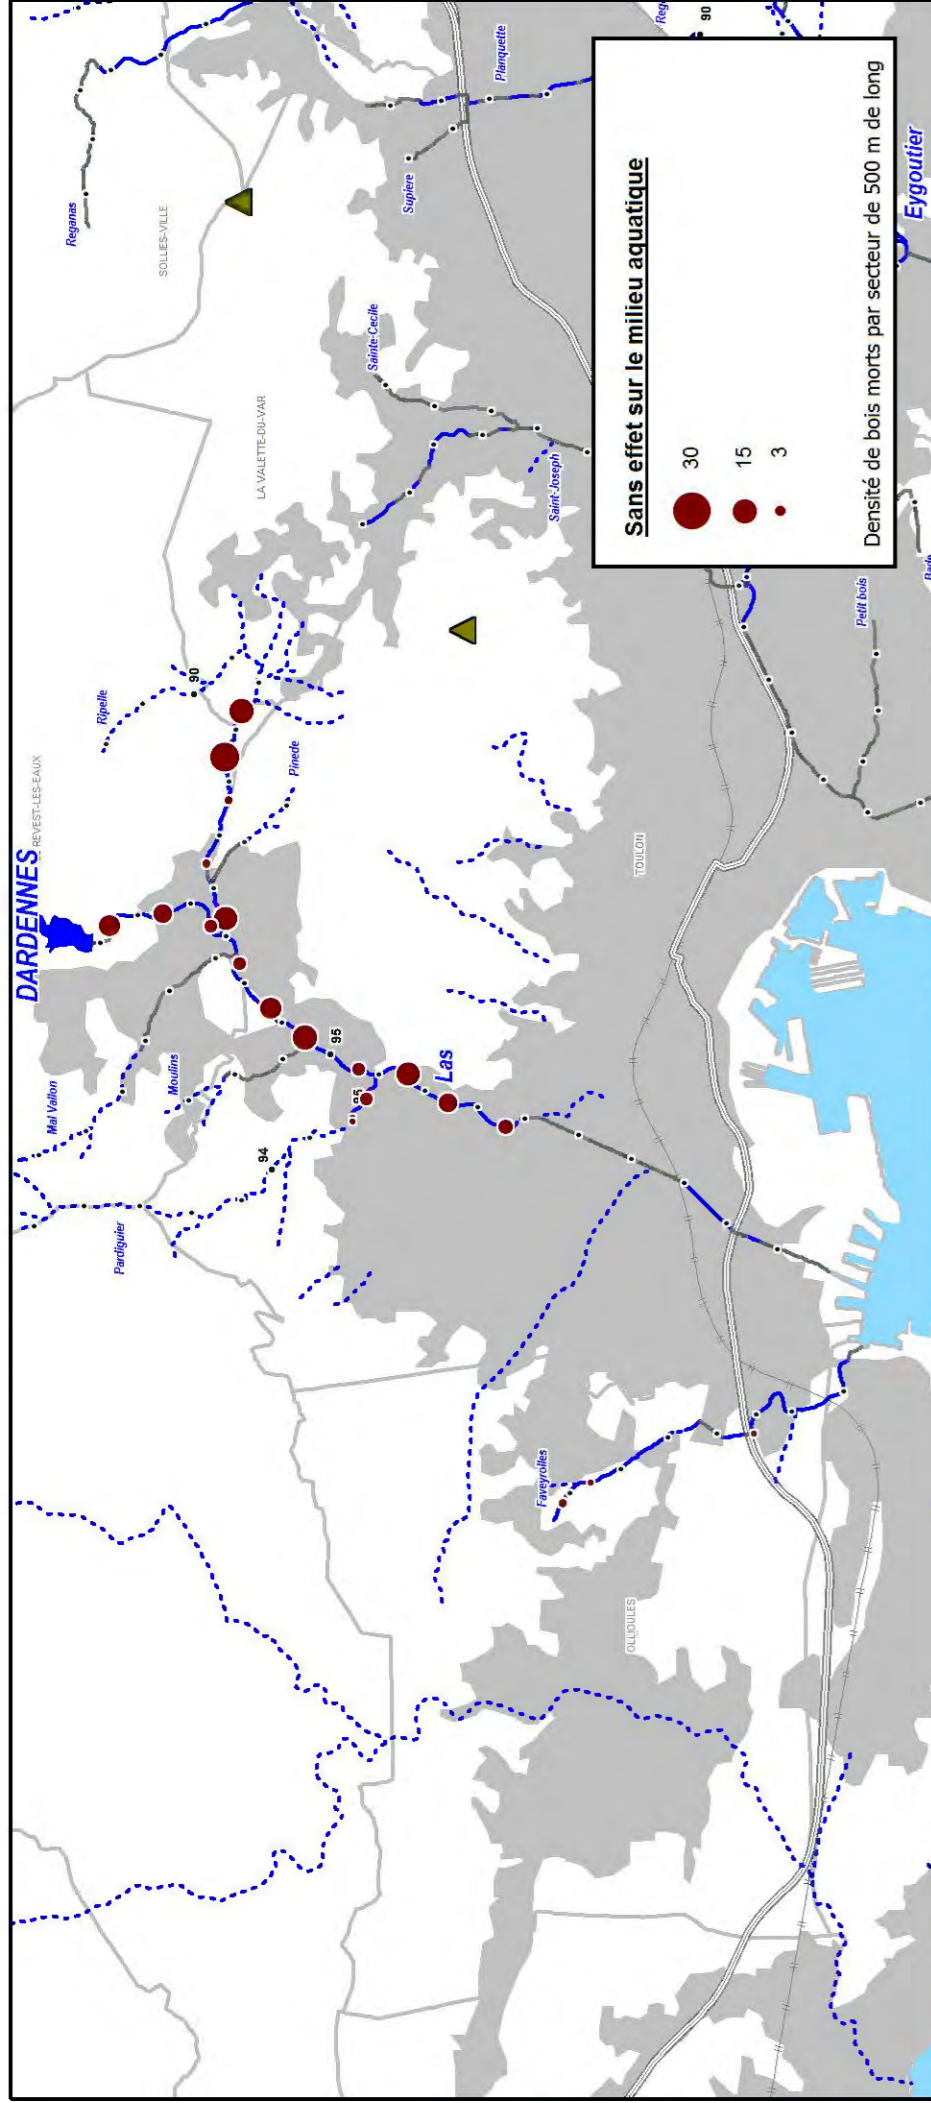 DARDENNES
REVEST-LES-EAUX
Mal Vallon
Moulins
Pardiguier
94
95
95
Las
Ripelle
90
Pinede
Reganas
SOLLIES-VILLE
LA VALETTE-DU-VAR
Sainte-Cecile
Saint-Joseph
Supiere
Planquette
90
TOULON
Faveyrolles
OLLIOULES
Petit bois
Eygoutier
Sans effet sur le milieu aquatique
30
15
3
Densité de bois morts par secteur de 500 m de long